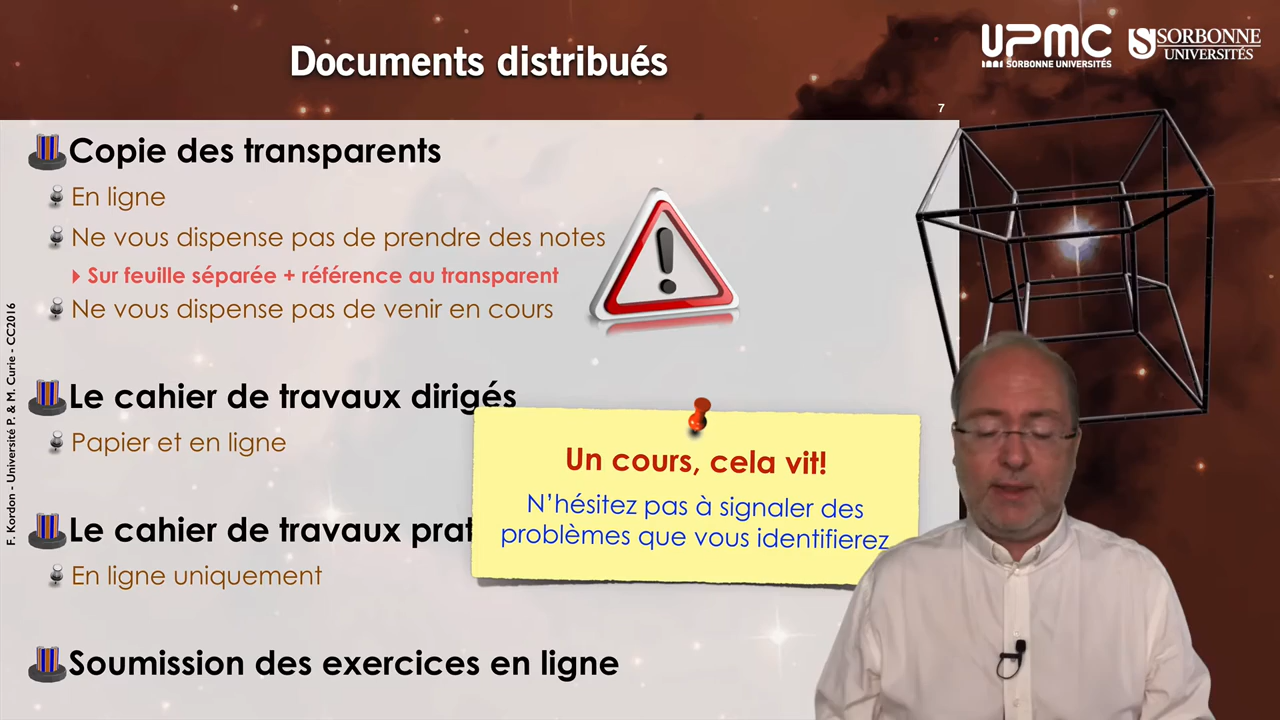 Documents distribués
UPMC
SORBONNE UNIVERSITÉS
S SORBONNE
UNIVERSITÉS
7
Copie des transparents
En ligne
Ne vous dispense pas de prendre des notes
Sur feuille séparée + référence au transparent
Ne vous dispense pas de venir en cours
Le cahier de travaux dirigés
Papier et en ligne
Un cours, cela vit!
N'hésitez pas à signaler des
problèmes que vous identifierez
Le cahier de travaux prat
En ligne uniquement
Soumission des exercices en ligne
F. Kordon - Université P. & M. Curie - CC2016